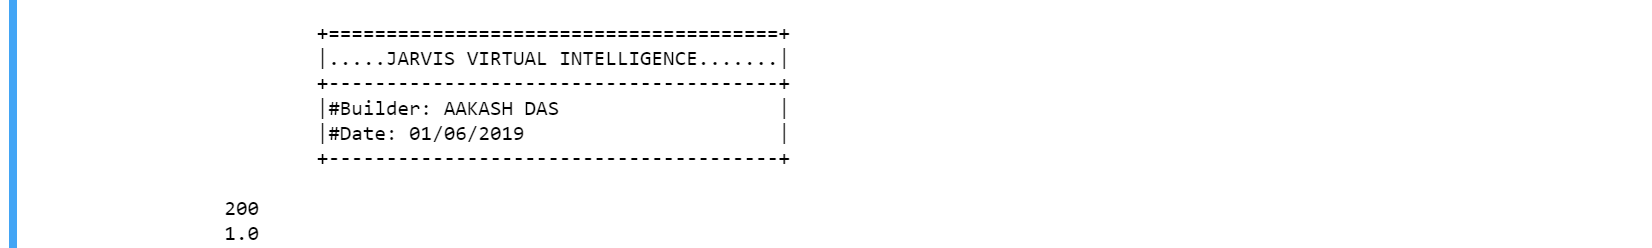 +=======================================+
|.....JARVIS VIRTUAL INTELLIGENCE.......|
+---------------------------------------+
|#Builder: AAKASH DAS                   |
|#Date: 01/06/2019                      |
+---------------------------------------+
200
1.0